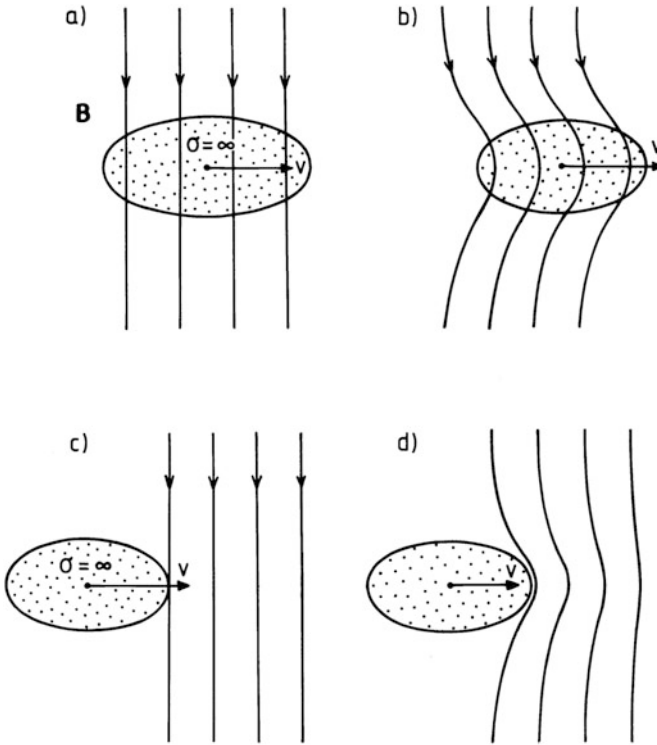 a)
b)
B
σ = ∞
v
v
c)
d)
σ = ∞
v
v